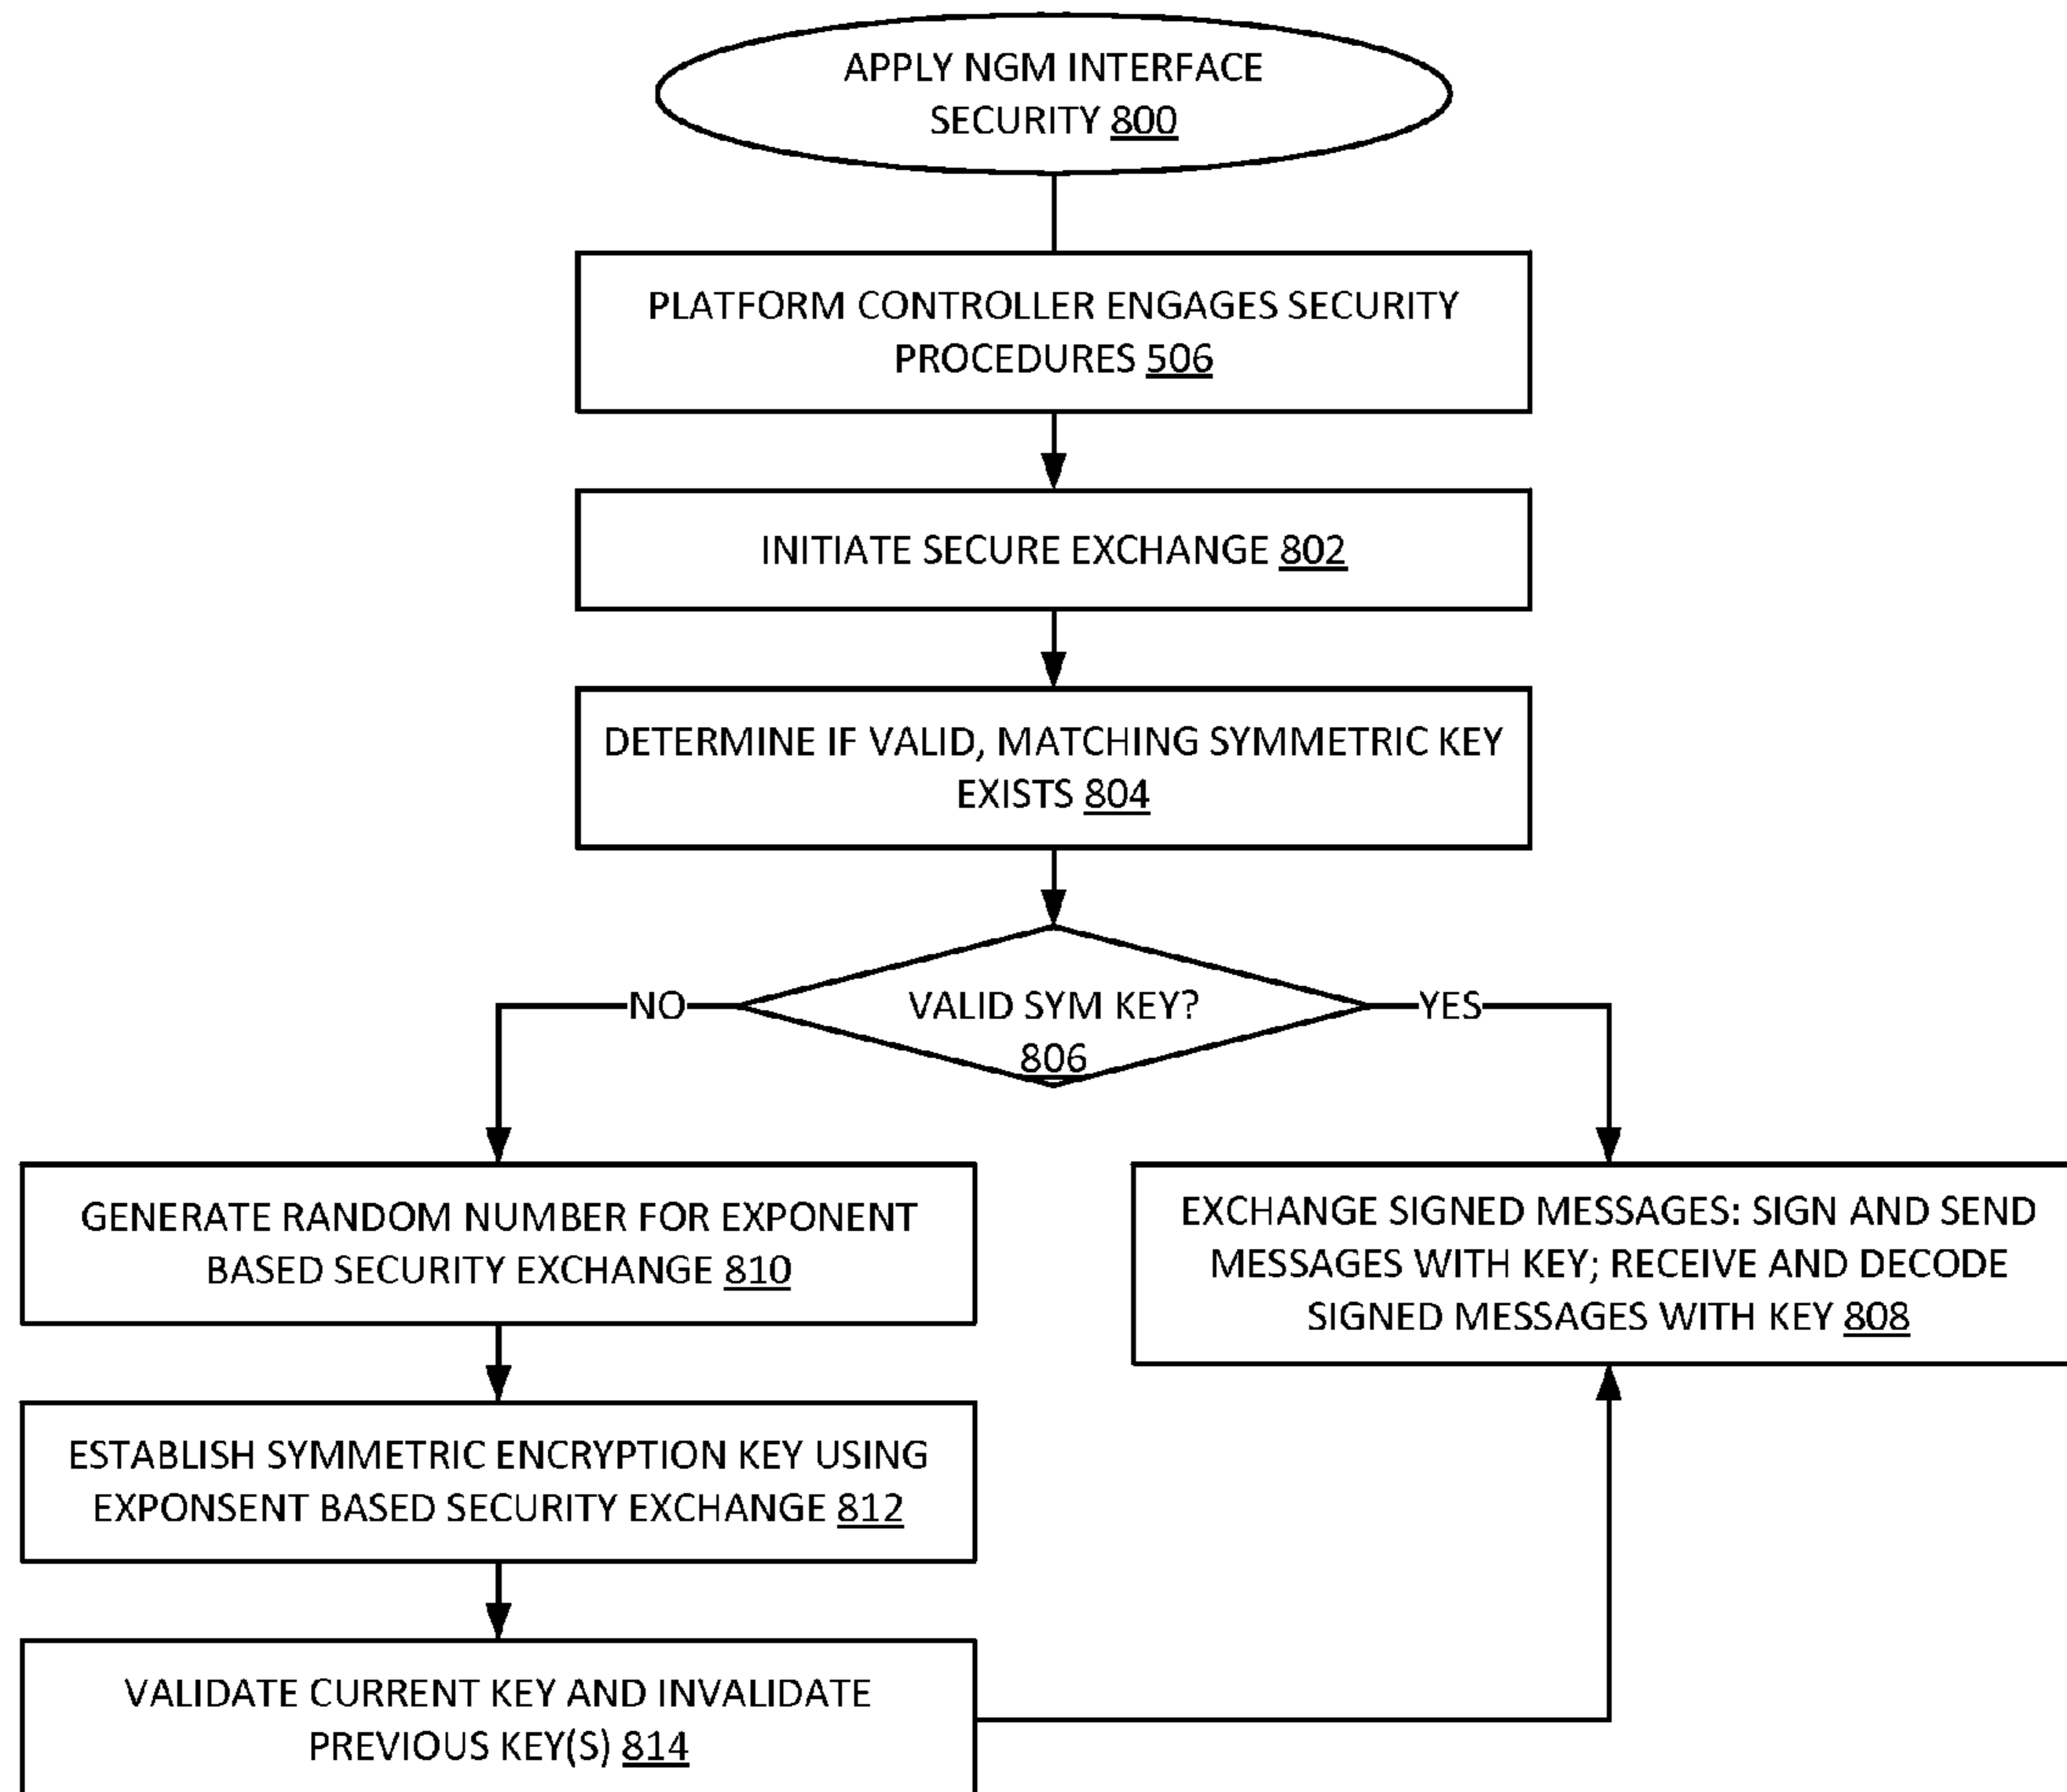 APPLY NGM INTERFACE
SECURITY 800
PLATFORM CONTROLLER ENGAGES SECURITY
PROCEDURES 506
INITIATE SECURE EXCHANGE 802
DETERMINE IF VALID, MATCHING SYMMETRIC KEY
EXISTS 804
VALID SYM KEY?
806
NO
YES
GENERATE RANDOM NUMBER FOR EXPONENT
BASED SECURITY EXCHANGE 810
EXCHANGE SIGNED MESSAGES: SIGN AND SEND
MESSAGES WITH KEY; RECEIVE AND DECODE
SIGNED MESSAGES WITH KEY 808
ESTABLISH SYMMETRIC ENCRYPTION KEY USING
EXPONSENT BASED SECURITY EXCHANGE 812
VALIDATE CURRENT KEY AND INVALIDATE
PREVIOUS KEY(S) 814